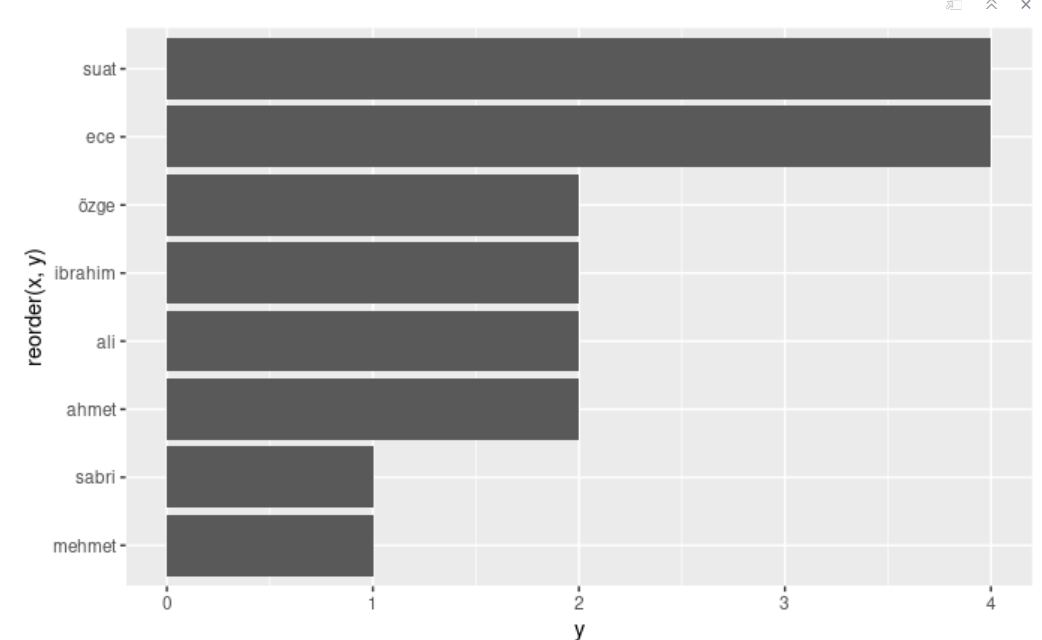 suat
ece
özge
ibrahim
ali
ahmet
sabri
mehmet
reorder(x, y)
0 1 2 3 4
y